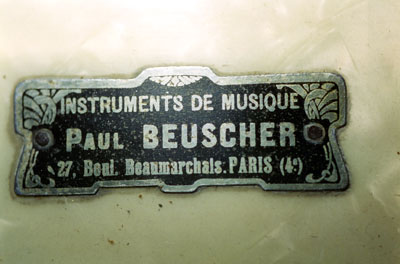 INSTRUMENTS DE MUSIQUE
PAUL BEUSCHER
27, Boul. Beaumarchais. PARIS (4e)